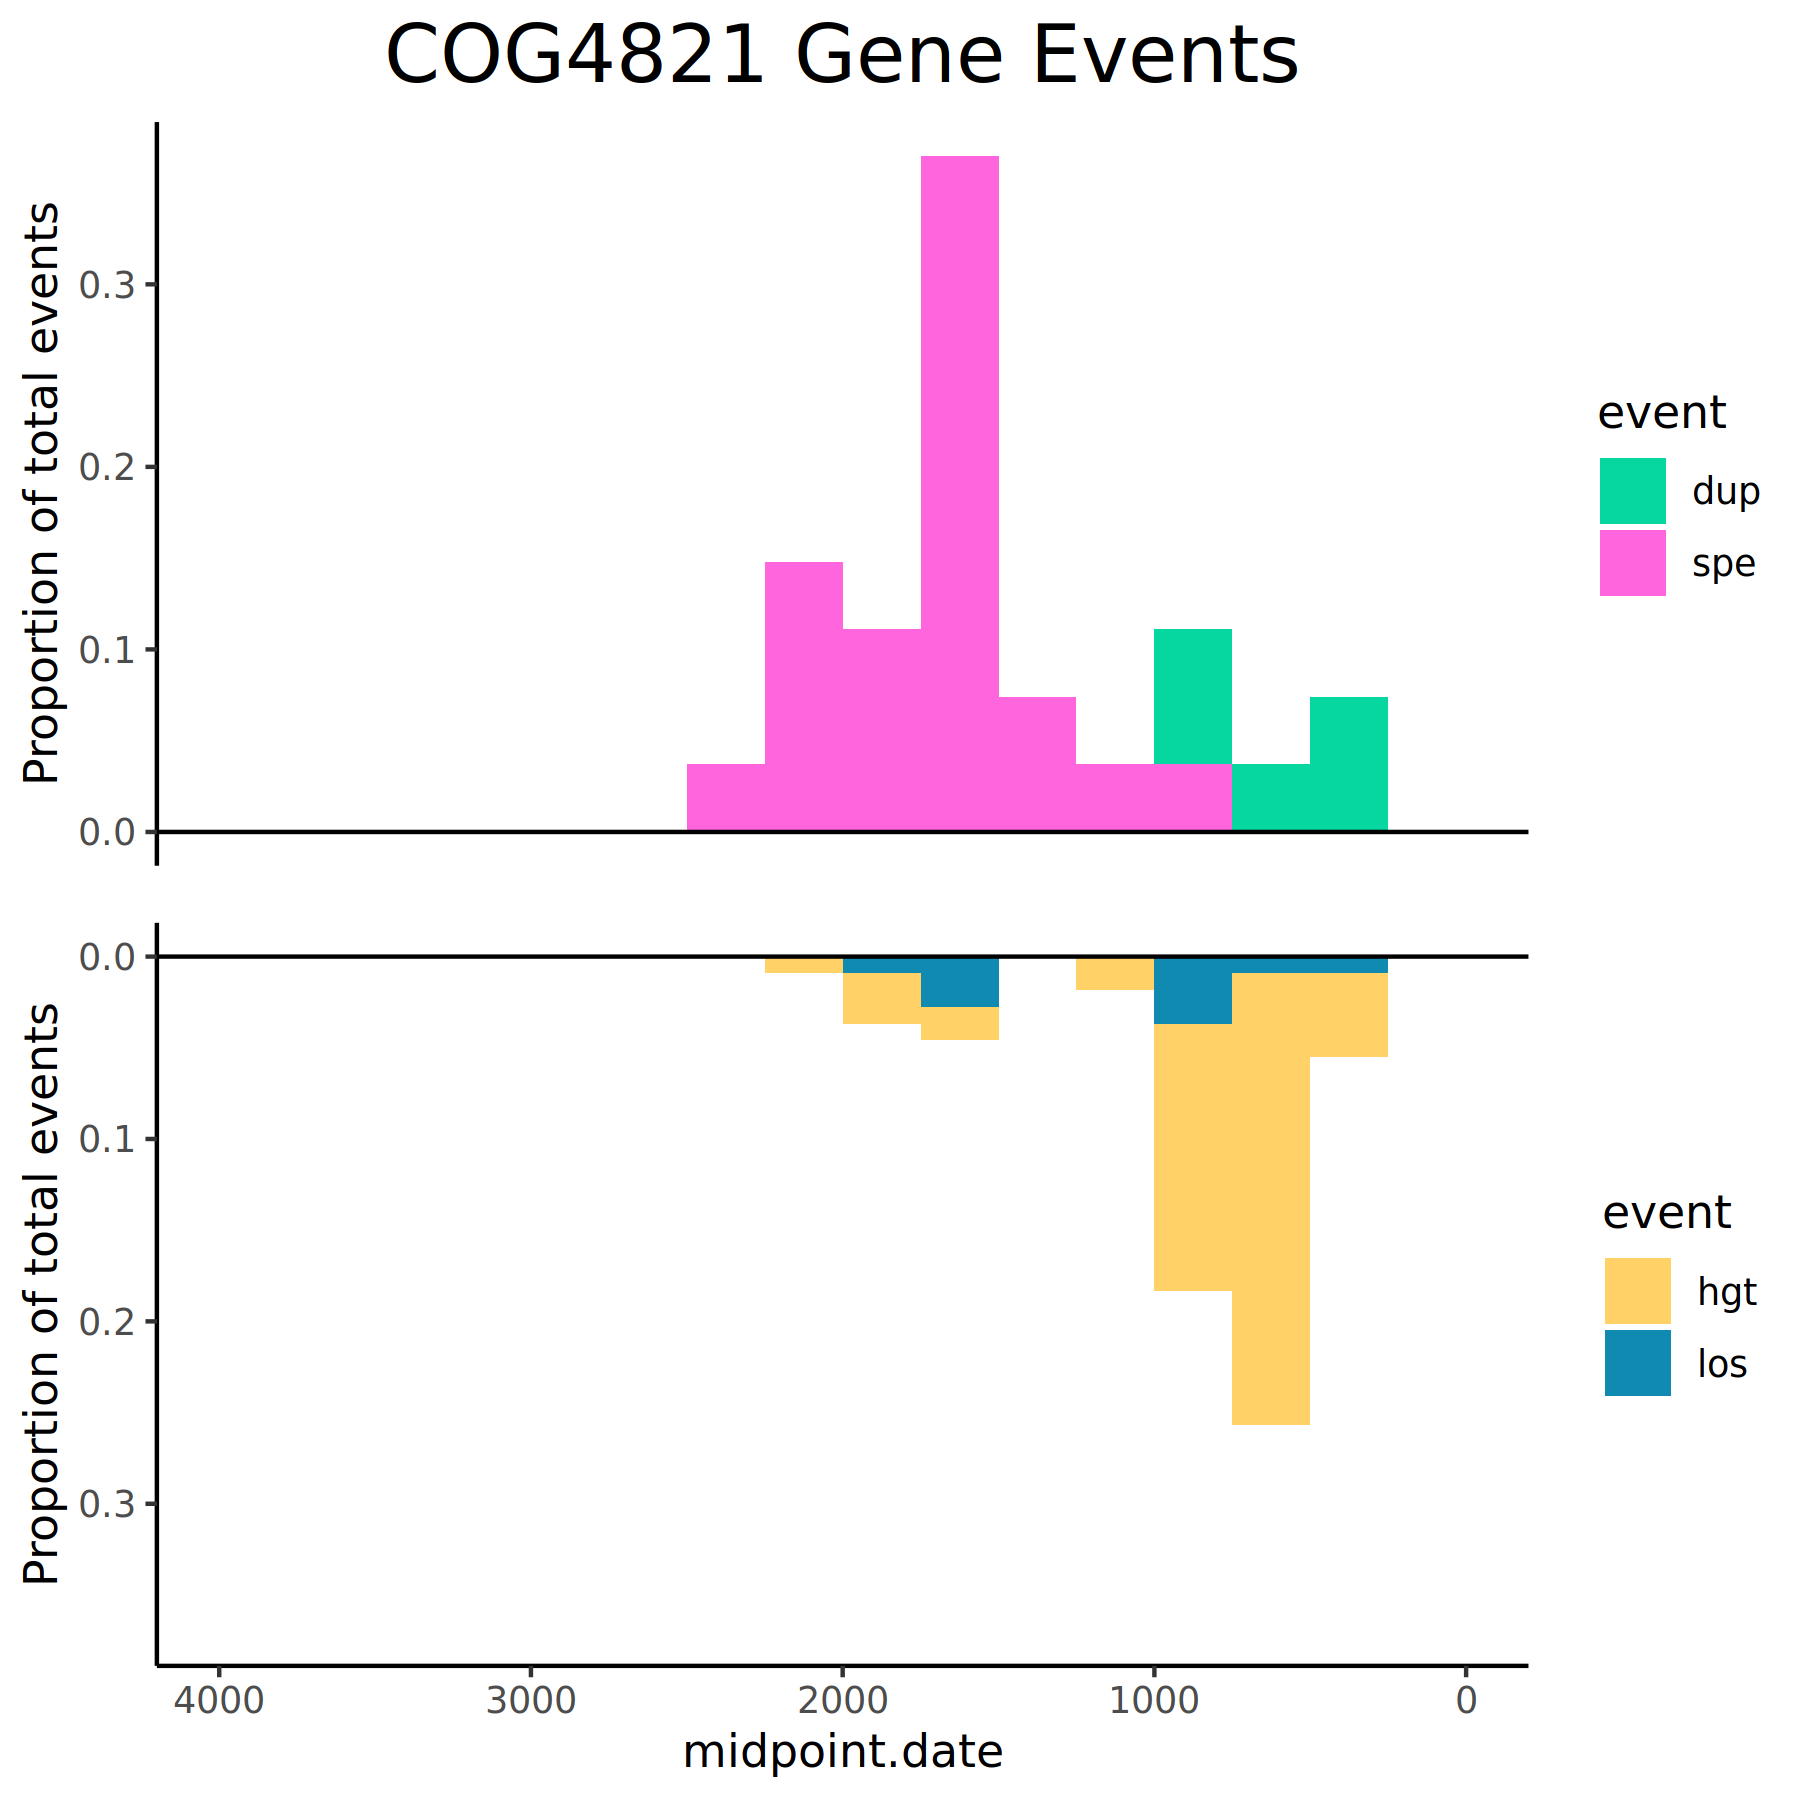 COG4821 Gene Events
Proportion of total events
0.3
0.2
0.1
0.0
event
dup
spe
Proportion of total events
0.0
0.1
0.2
0.3
event
hgt
los
4000 3000 2000 1000 0
midpoint.date